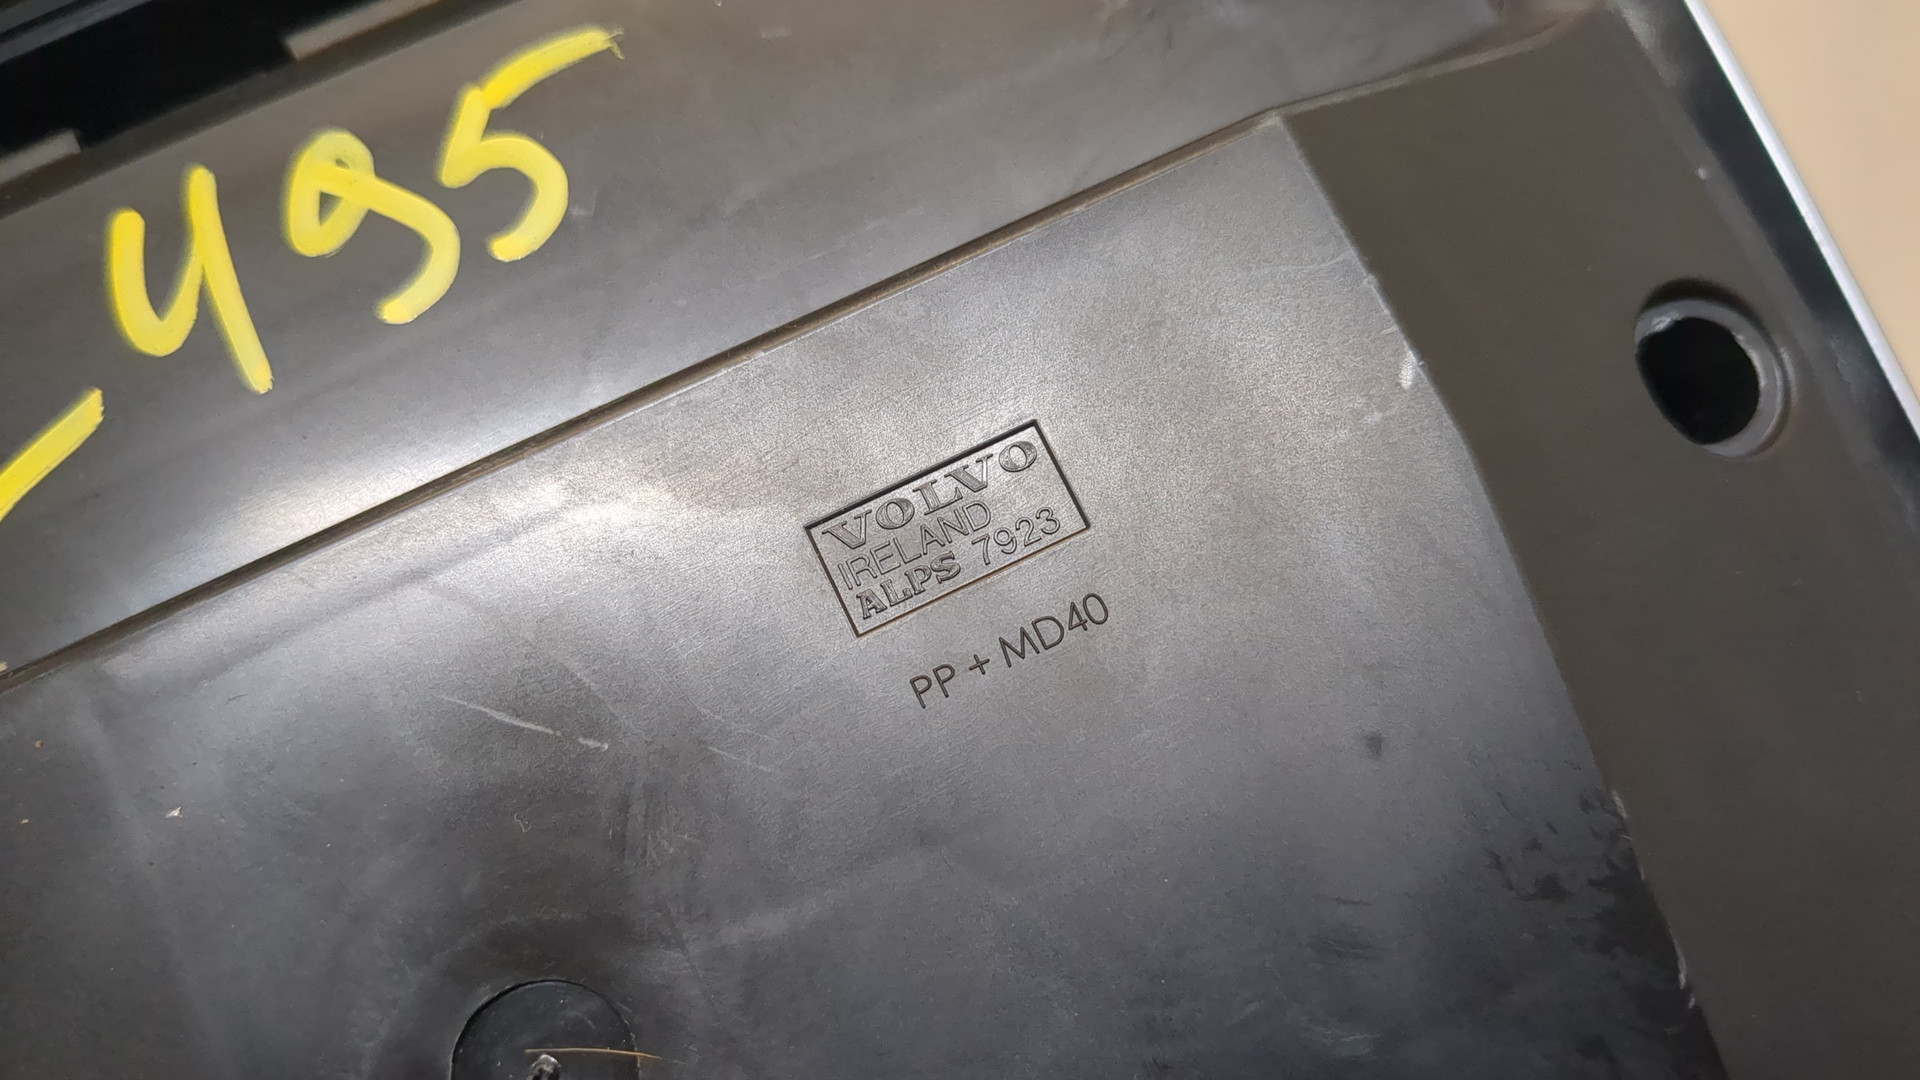 - 495
VOLVO
IRELAND
ALPS 7923
PP + MD40